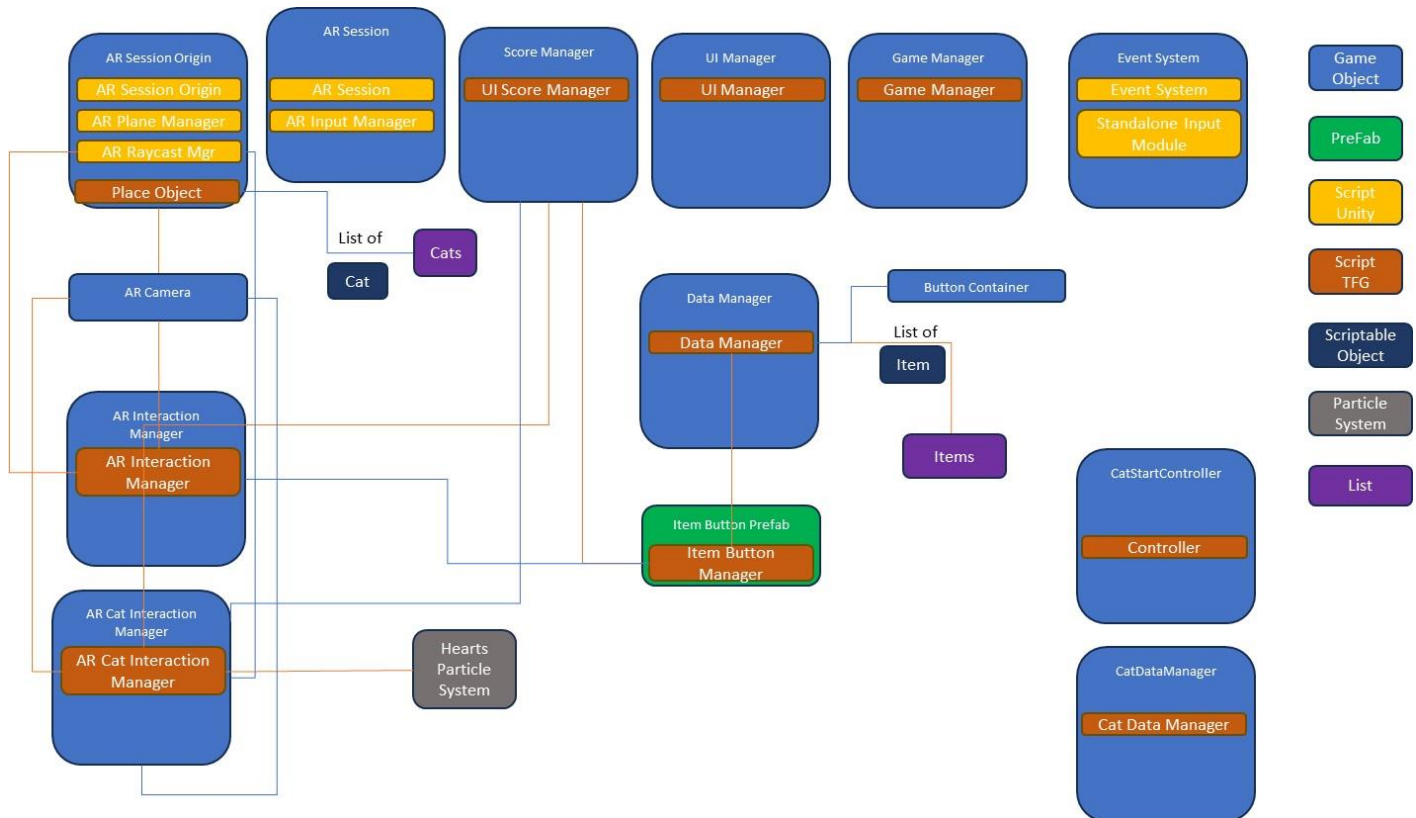 AR Session Origin
AR Session Origin
AR Plane Manager
AR Raycast Mgr
Place Object
AR Session
AR Session
AR Input Manager
Score Manager
UI Score Manager
UI Manager
UI Manager
Game Manager
Game Manager
Event System
Event System
Standalone Input
Module
Game
Object
PreFab
Script
Unity
Script
TFG
Scriptable
Object
Particle
System
List
List of
Cat
Cats
AR Camera
Data Manager
Data Manager
Button Container
List of
Item
Items
AR Interaction
Manager
AR Interaction
Manager
Item Button Prefab
Item Button
Manager
CatStartController
Controller
AR Cat Interaction
Manager
AR Cat Interaction
Manager
Hearts
Particle
System
CatDataManager
Cat Data Manager